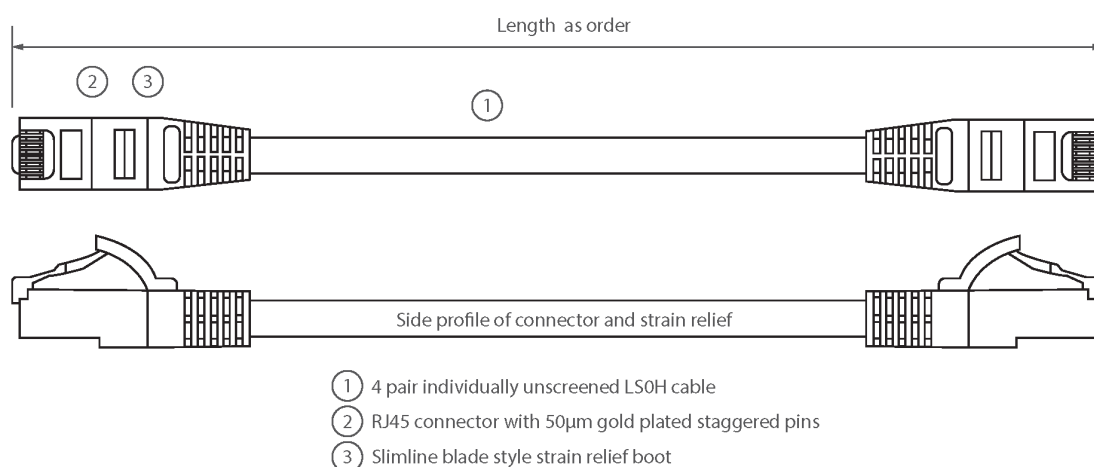 Length as order
2
3
1
Side profile of connector and strain relief
1 4 pair individually unscreened LS0H cable
2 RJ45 connector with 50µm gold plated staggered pins
3 Slimline blade style strain relief boot